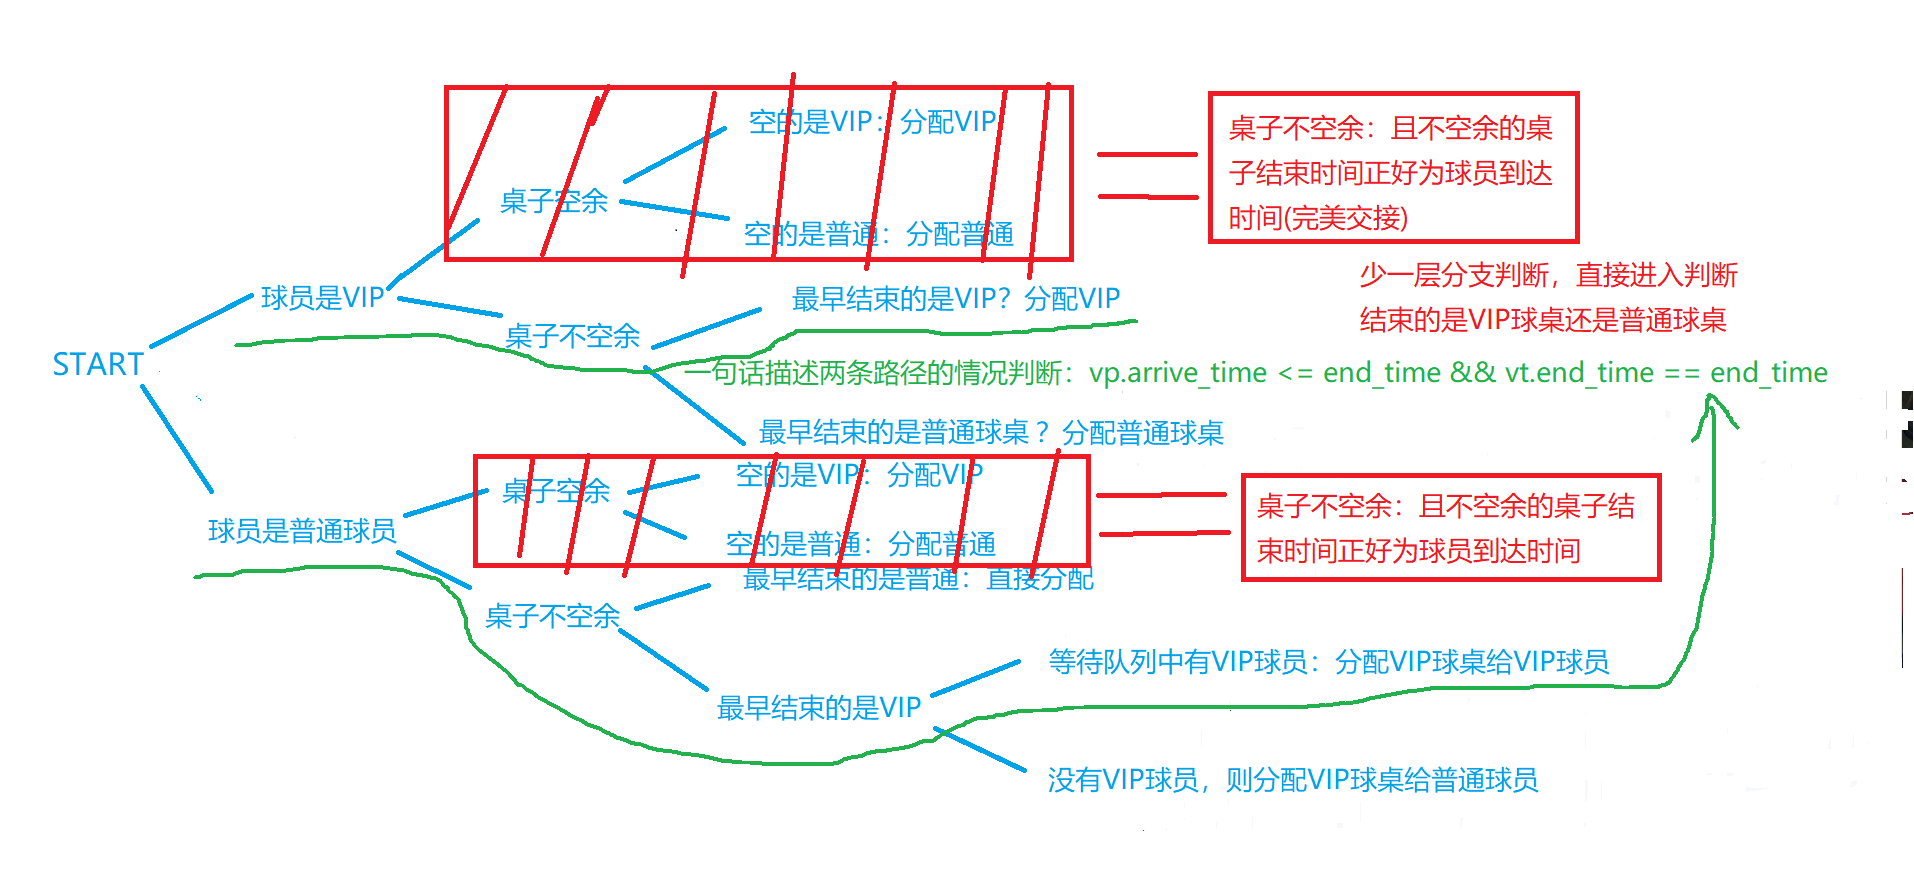 空的是VIP：分配VIP
桌子空余
空的是普通：分配普通
桌子不空余：且不空余的桌
子结束时间正好为球员到达
时间(完美交接)
少一层分支判断，直接进入判断
结束的是VIP球桌还是普通球桌
球员是VIP
最早结束的是VIP？分配VIP
桌子不空余
START
一句话描述两条路径的情况判断：vp.arrive_time <= end_time && vt.end_time == end_time
最早结束的是普通球桌？分配普通球桌
空的是VIP：分配VIP
桌子空余
空的是普通：分配普通
桌子不空余：且不空余的桌子结
束时间正好为球员到达时间
球员是普通球员
最早结束的是普通：直接分配
桌子不空余
等待队列中有VIP球员：分配VIP球桌给VIP球员
最早结束的是VIP
没有VIP球员，则分配VIP球桌给普通球员